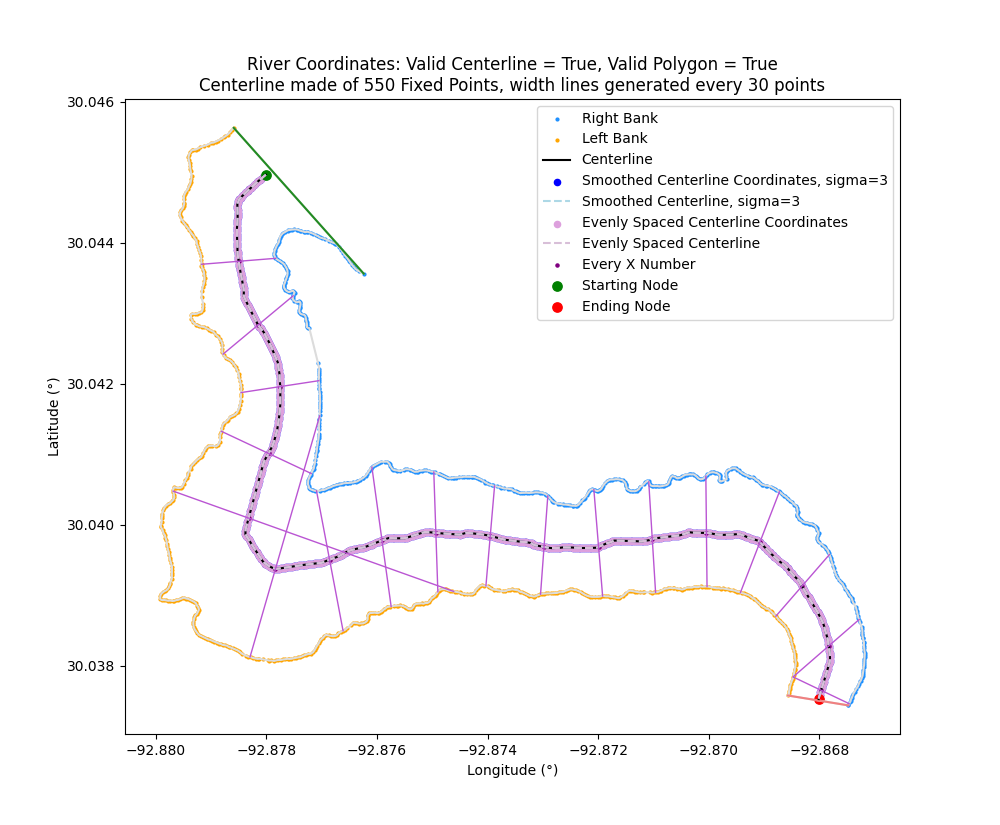 River Coordinates: Valid Centerline = True, Valid Polygon = True
Centerline made of 550 Fixed Points, width lines generated every 30 points
30.046
30.044
30.042
30.040
30.038
Latitude (°)
Right Bank
Left Bank
Centerline
Smoothed Centerline Coordinates, sigma=3
Smoothed Centerline, sigma=3
Evenly Spaced Centerline Coordinates
Evenly Spaced Centerline
Every X Number
Starting Node
Ending Node
−92.880 −92.878 −92.876 −92.874 −92.872 −92.870 −92.868
Longitude (°)